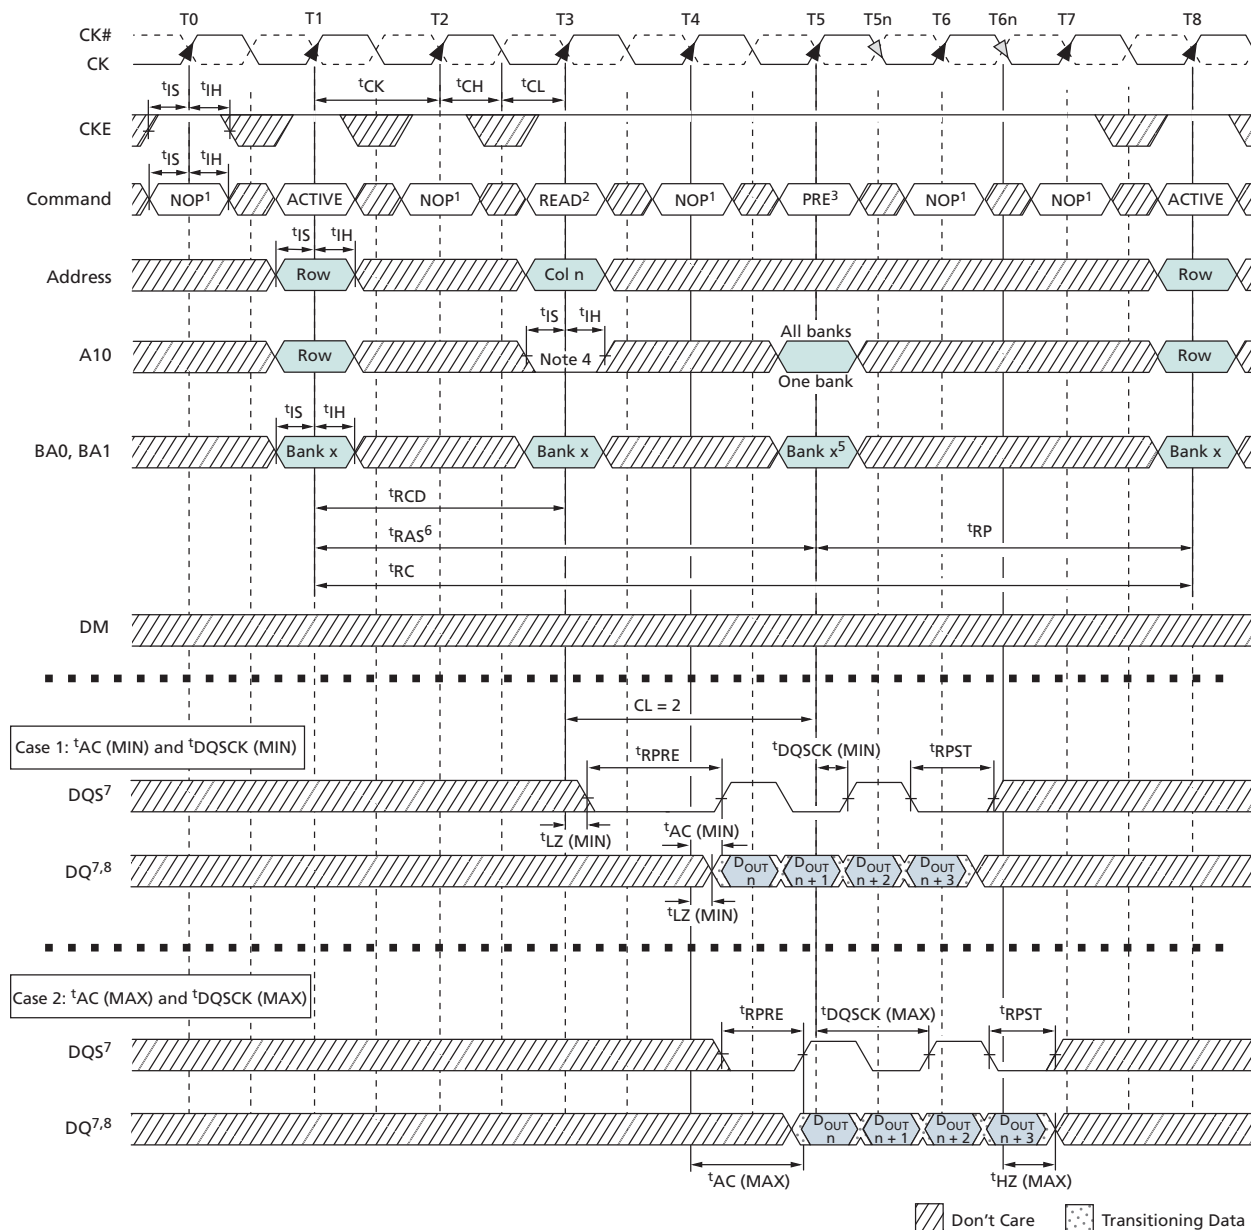 T0 T1 T2 T3 T4 T5 T5n T6 T6n T7 T8
CK#
CK
tIS tIH tCK tCH tCL
CKE
tIS tIH
Command NOP1 ACTIVE NOP1 READ2 NOP1 PRE3 NOP1 NOP1 ACTIVE
tIS tIH
Address Row Col n Row
tIS tIH All banks
A10 Row Note 4 Row
One bank
tIS tIH
BA0, BA1 Bank x Bank x Bank x5 Bank x
tRCD
tRAS6 tRP
tRC
DM
CL = 2
Case 1: tAC (MIN) and tDQSCK (MIN)
tRPRE tDQSCK (MIN) tRPST
DQS7
tLZ (MIN) tAC (MIN)
DQ7,8 DOUT n DOUT n + 1 DOUT n + 2 DOUT n + 3
tLZ (MIN)
Case 2: tAC (MAX) and tDQSCK (MAX)
tRPRE tDQSCK (MAX) tRPST
DQS7
DQ7,8 DOUT n DOUT n + 1 DOUT n + 2 DOUT n + 3
tAC (MAX) tHZ (MAX)
Don't Care Transitioning Data